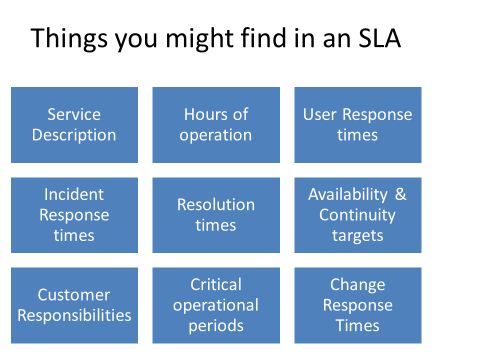 Things you might find in an SLA
Service
Description
Hours of
operation
User Response
times
Incident
Response
times
Resolution
times
Availability &
Continuity
targets
Customer
Responsibilities
Critical
operational
periods
Change
Response
Times